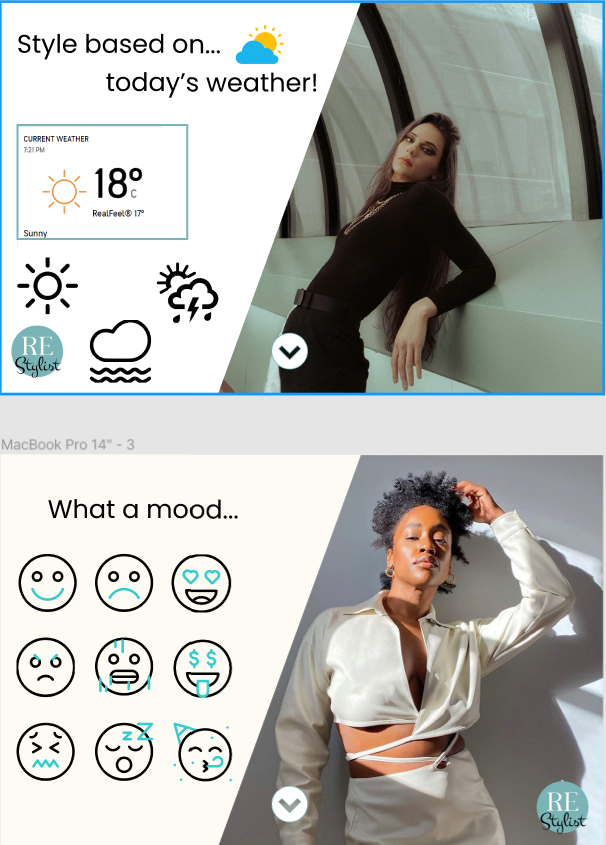 Style based on...
today's weather!
CURRENT WEATHER
7:21 PM
18°
C
RealFeel® 17°
Sunny
RE
Stylist
MacBook Pro 14" - 3
What a mood...
$ $
z Z
RE
Stylist